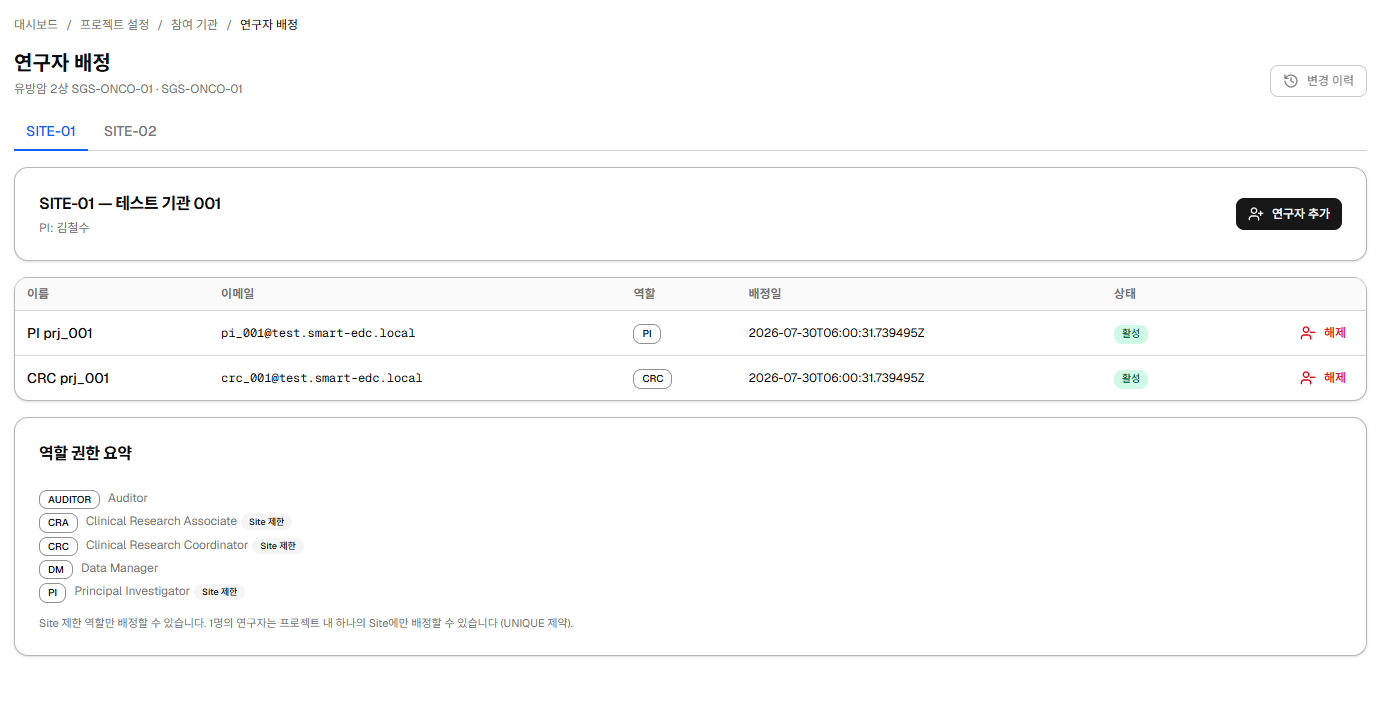 대시보드 / 프로젝트 설정 / 참여 기관 / 연구자 배정
연구자 배정
유방암 2상 SGS-ONCO-01 · SGS-ONCO-01
변경 이력
SITE-01 SITE-02
SITE-01 — 테스트 기관 001
PI: 김철수
연구자 추가
이름 이메일 역할 배정일 상태
PI prj_001 pi_001@test.smart-edc.local PI 2026-07-30T06:00:31.739495Z 활성 해제
CRC prj_001 crc_001@test.smart-edc.local CRC 2026-07-30T06:00:31.739495Z 활성 해제
역할 권한 요약
AUDITOR Auditor
CRA Clinical Research Associate Site 제한
CRC Clinical Research Coordinator Site 제한
DM Data Manager
PI Principal Investigator Site 제한
Site 제한 역할만 배정할 수 있습니다. 1명의 연구자는 프로젝트 내 하나의 Site에만 배정할 수 있습니다 (UNIQUE 제약).